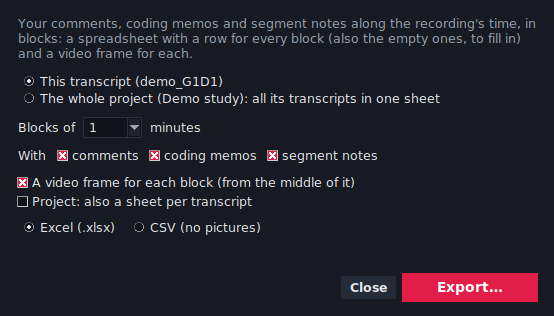 Your comments, coding memos and segment notes along the recording's time, in
blocks: a spreadsheet with a row for every block (also the empty ones, to fill in)
and a video frame for each.
This transcript (demo_G1D1)
The whole project (Demo study): all its transcripts in one sheet
Blocks of 1 minutes
With comments coding memos segment notes
A video frame for each block (from the middle of it)
Project: also a sheet per transcript
Excel (.xlsx) CSV (no pictures)
Close Export...